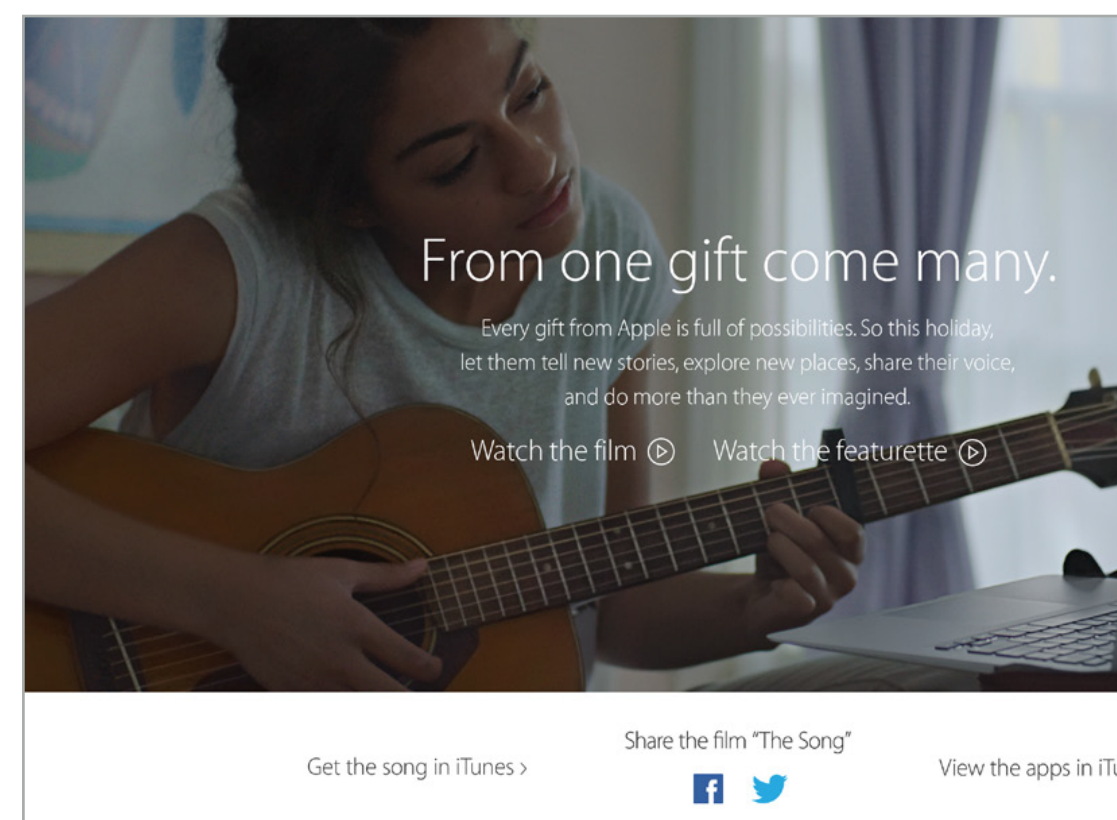 From one gift come many.
Every gift from Apple is full of possibilities. So this holiday,
let them tell new stories, explore new places, share their voice,
and do more than they ever imagined.
Watch the film Watch the featurette
Get the song in iTunes ›
Share the film “The Song”
View the apps in iTu